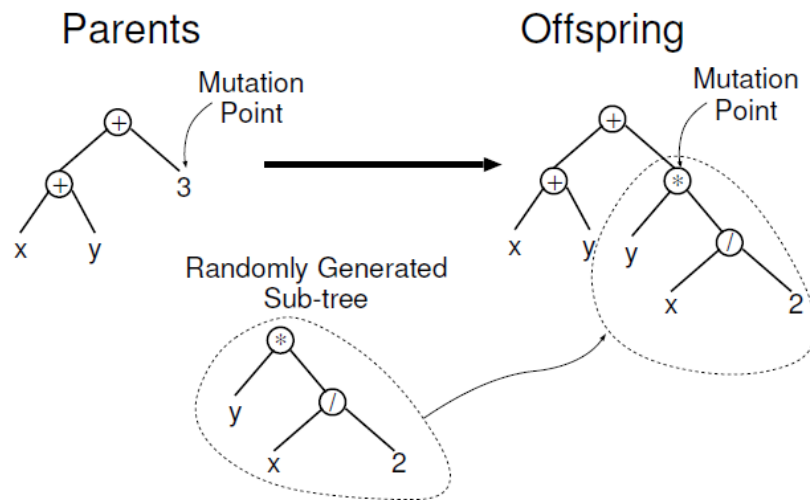 Parents
Offspring
Mutation
Point
+
3
+
x
y
Mutation
Point
+
+
*
x
y
y
/
x
2
Randomly Generated
Sub-tree
*
y
/
x
2